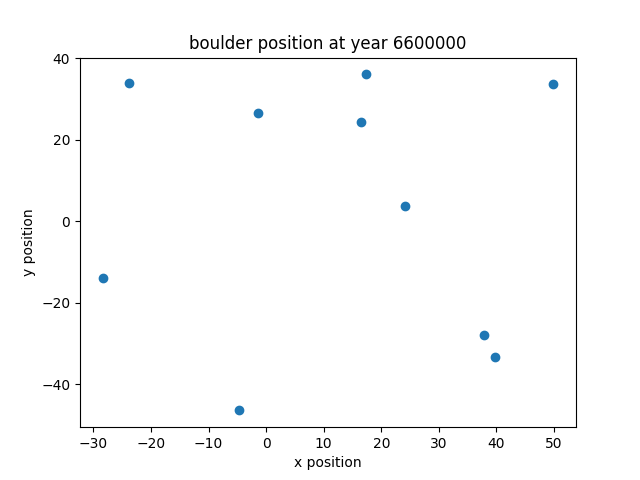 boulder position at year 6600000
40
20
0
−20
−40
y position
−30 −20 −10 0 10 20 30 40 50
x position